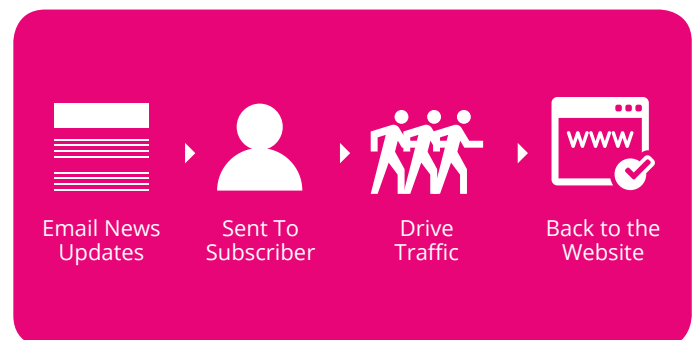 www
Email News
Updates
Sent To
Subscriber
Drive
Traffic
Back to the
Website